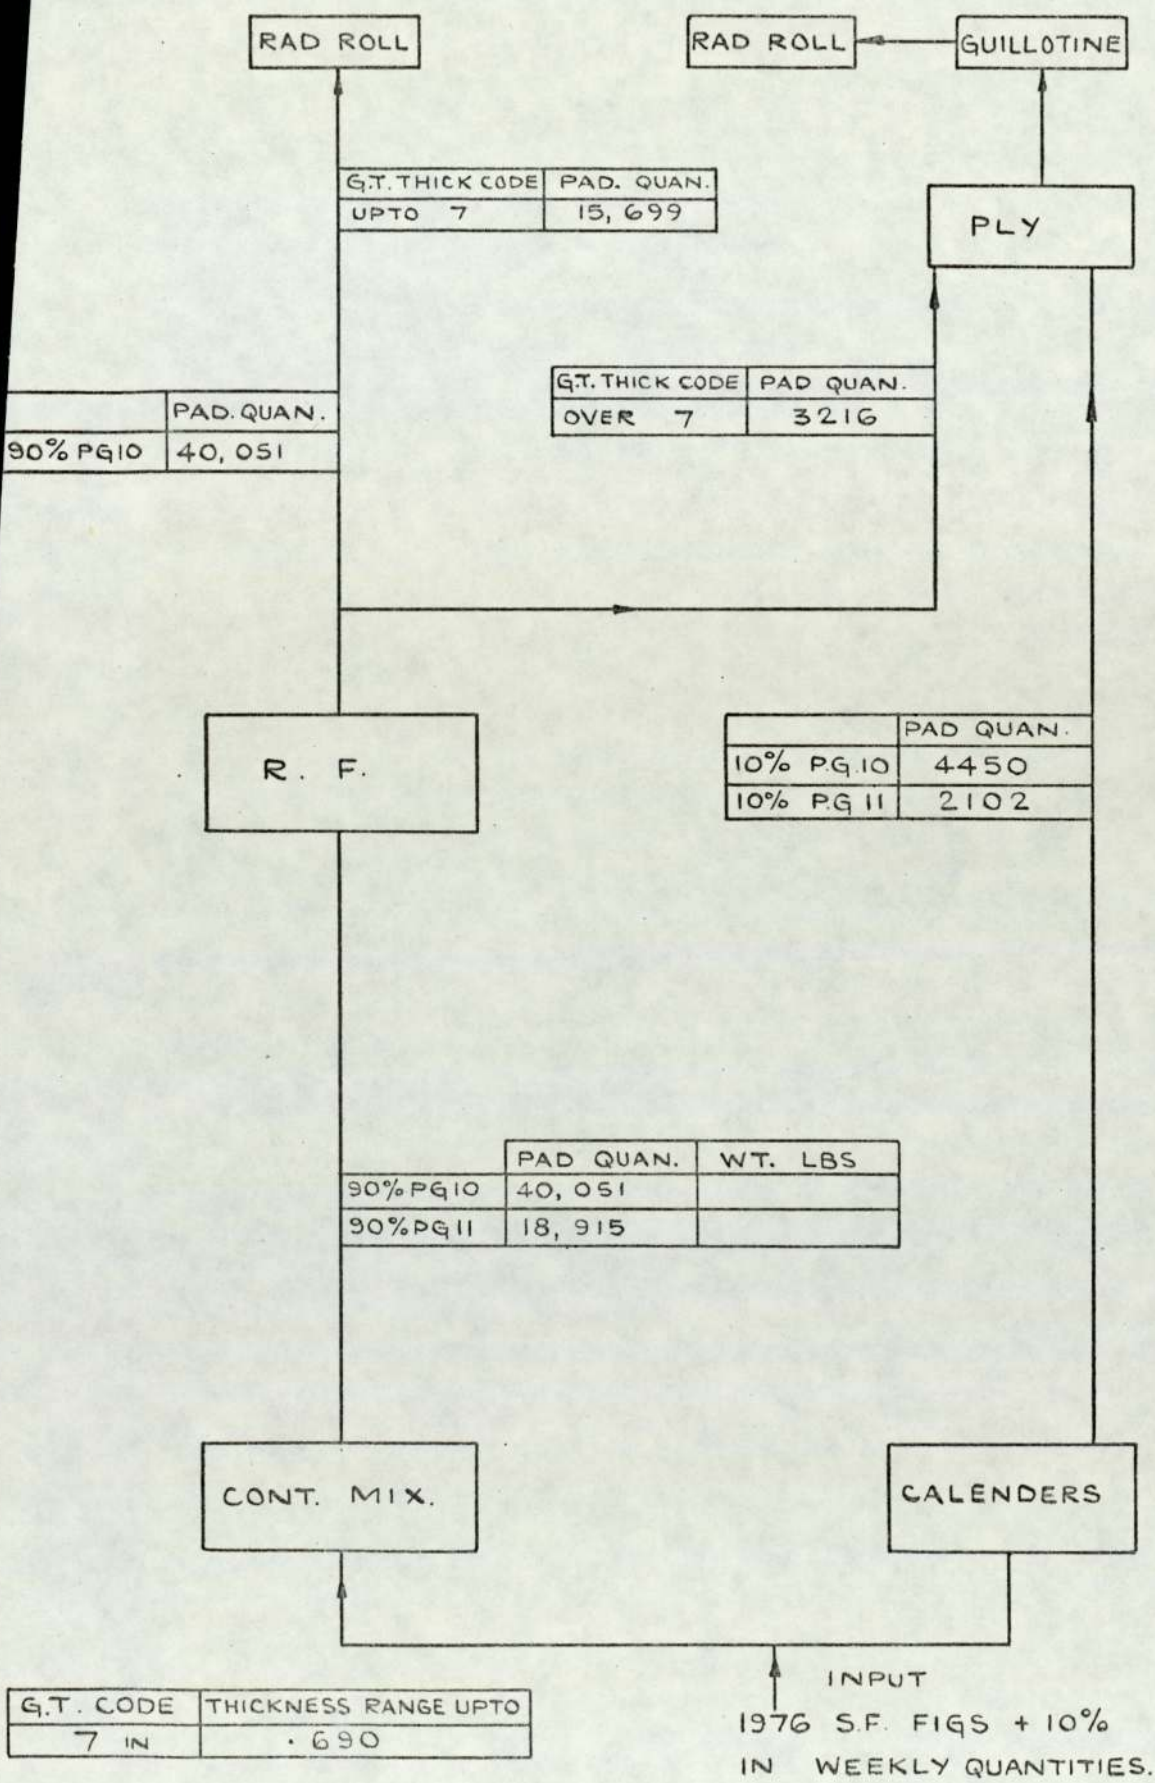 RAD ROLL
RAD ROLL
GUILLOTINE
G.T. THICK CODE PAD. QUAN.
UPTO 7 15,699
PLY
G.T. THICK CODE PAD QUAN.
OVER 7 3216
PAD. QUAN.
90% PG10 40,051
R. F.
PAD QUAN.
10% P.G.10 4450
10% P.G 11 2102
PAD QUAN. WT. LBS
90% PG10 40,051
90% PG11 18,915
CONT. MIX.
CALENDERS
G.T. CODE THICKNESS RANGE UPTO
7 IN .690
INPUT
1976 S.F. FIGS + 10%
IN WEEKLY QUANTITIES.